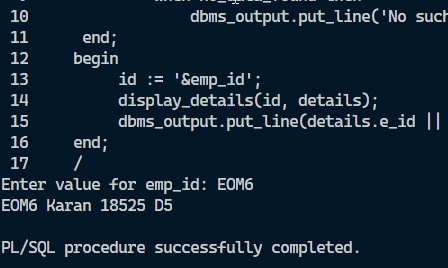 10 dbms_output.put_line('No such
11 end;
12 begin
13 id := '&emp_id';
14 display_details(id, details);
15 dbms_output.put_line(details.e_id ||
16 end;
17 /
Enter value for emp_id: EOM6
EOM6 Karan 18525 D5
PL/SQL procedure successfully completed.